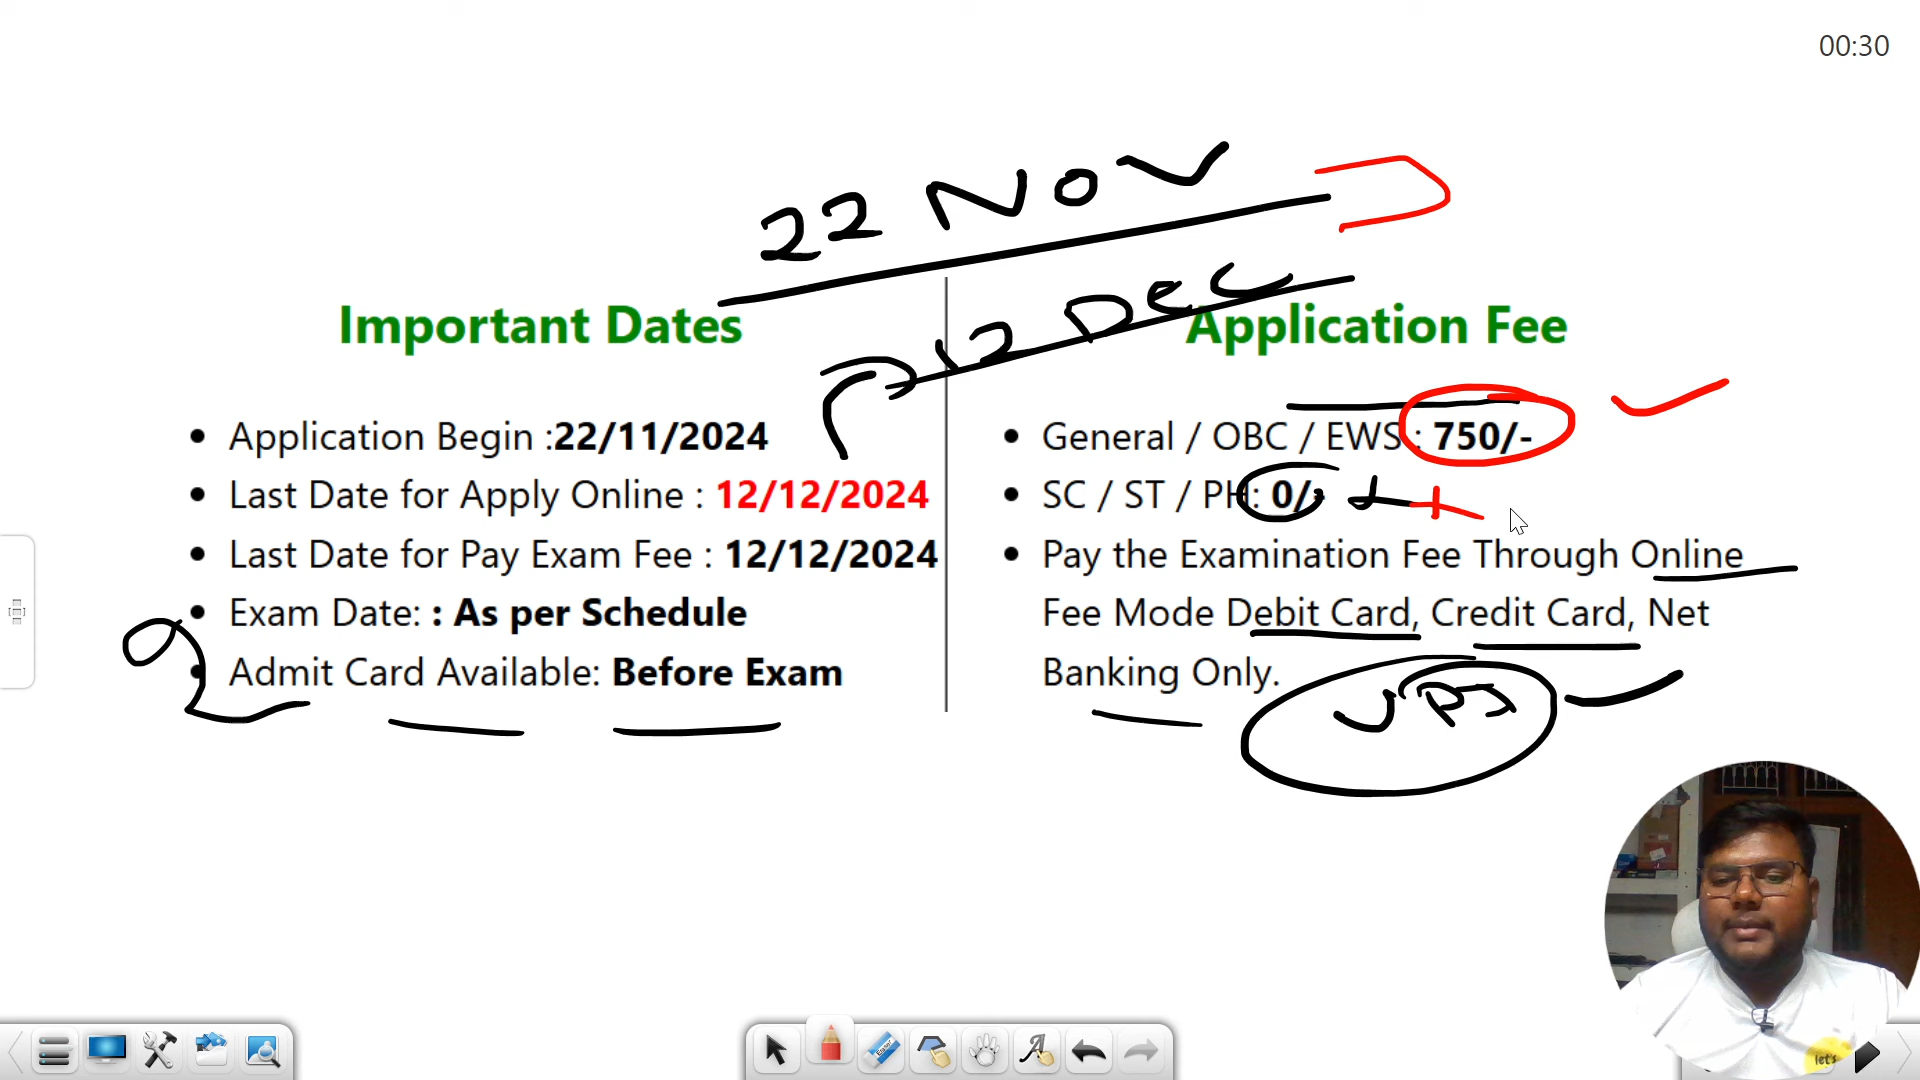 00:30
22 NOV
12 Dec
Important Dates
Application Begin :22/11/2024
Last Date for Apply Online : 12/12/2024
Last Date for Pay Exam Fee : 12/12/2024
Exam Date: : As per Schedule
Admit Card Available: Before Exam
Application Fee
General / OBC / EWS : 750/-
SC / ST / PH: 0/-
Pay the Examination Fee Through Online
Fee Mode Debit Card, Credit Card, Net
Banking Only.
UPI
Eraser
let's